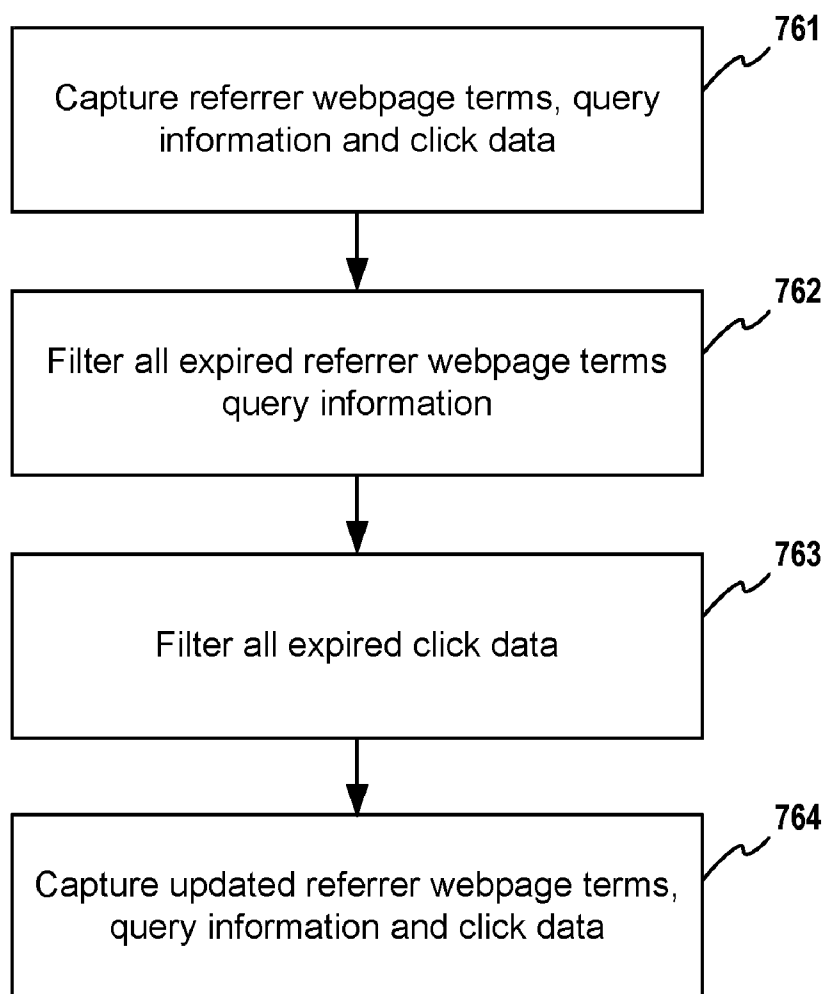 761
Capture referrer webpage terms, query
information and click data
762
Filter all expired referrer webpage terms
query information
763
Filter all expired click data
764
Capture updated referrer webpage terms,
query information and click data